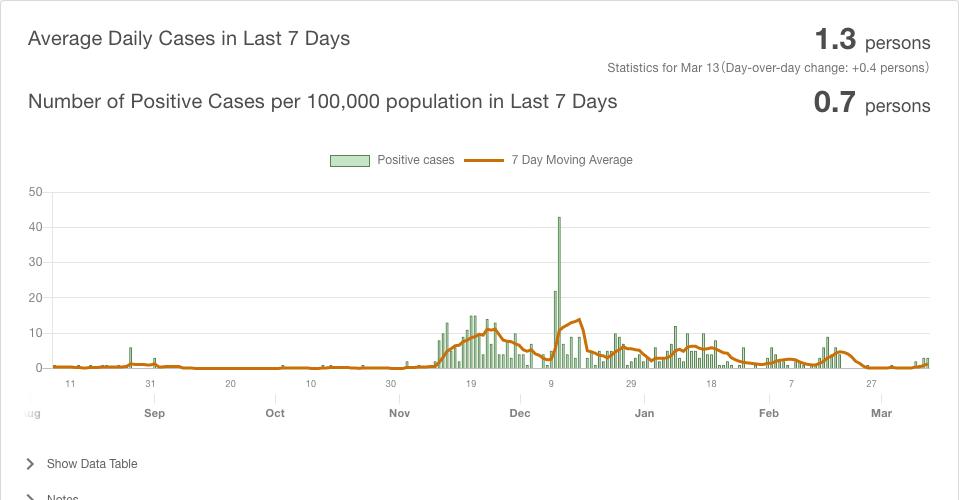 Average Daily Cases in Last 7 Days
1.3 persons
Statistics for Mar 13 (Day-over-day change: +0.4 persons)
Number of Positive Cases per 100,000 population in Last 7 Days
0.7 persons
Positive cases 7 Day Moving Average
50
40
30
20
10
0
11 31 20 10 30 19 9 29 18 7 27
Sep Oct Nov Dec Jan Feb Mar
Show Data Table
Notes